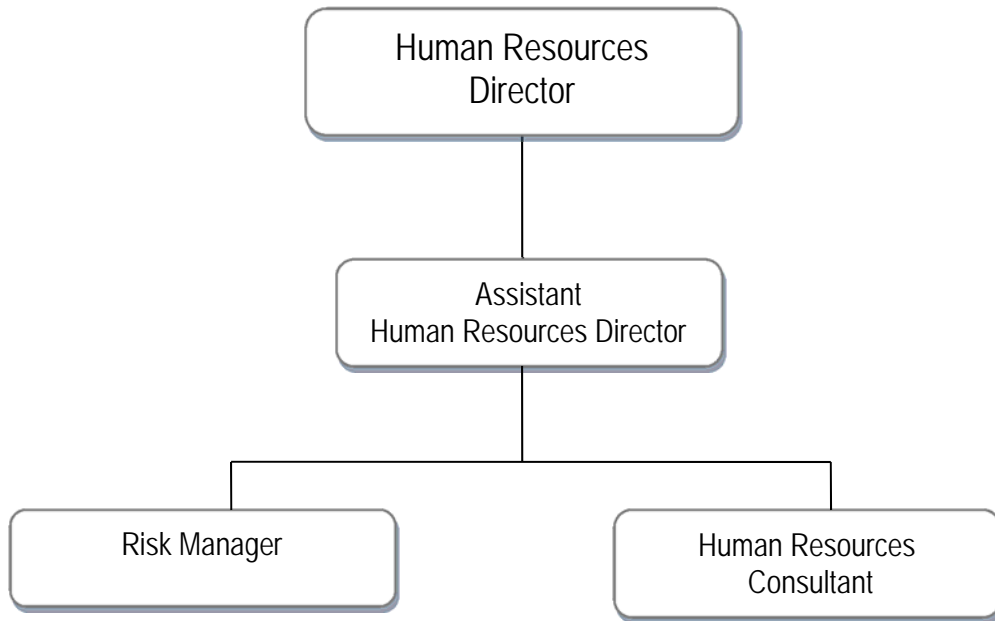 Human Resources
Director
Assistant
Human Resources Director
Risk Manager
Human Resources
Consultant